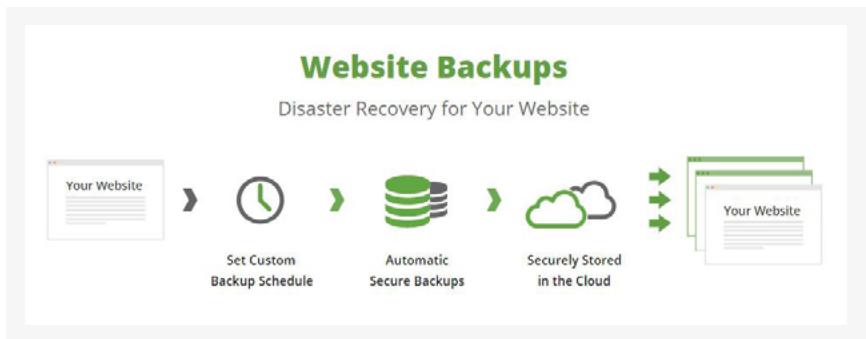 Website Backups
Disaster Recovery for Your Website
Your Website
Set Custom
Backup Schedule
Automatic
Secure Backups
Securely Stored
in the Cloud
Your Website